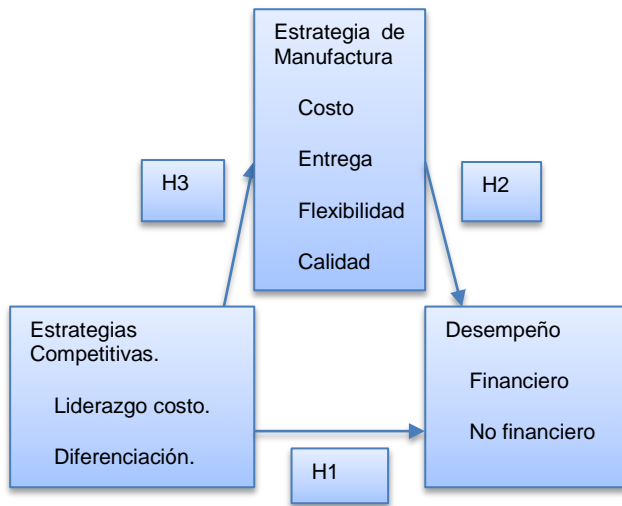 Estrategia de
Manufactura
Costo
Entrega
Flexibilidad
Calidad
H3
H2
Estrategias
Competitivas.
Liderazgo costo.
Diferenciación.
Desempeño
Financiero
No financiero
H1